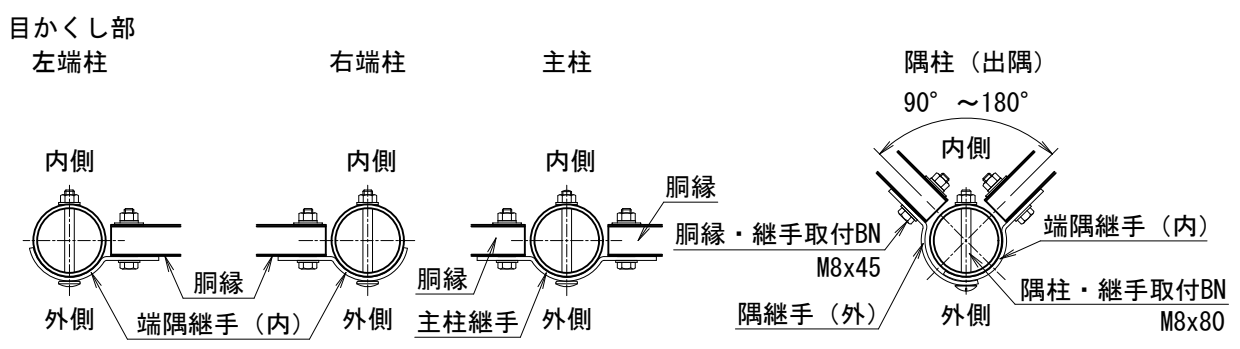 目かくし部
左端柱
右端柱
主柱
隅柱（出隅）
90°～180°
内側
内側
内側
内側
胴縁
胴縁・継手取付BN
M8x45
端隅継手（内）
胴縁
胴縁
隅柱・継手取付BN
M8x80
外側
端隅継手（内）
外側
主柱継手
外側
隅継手（外）
外側